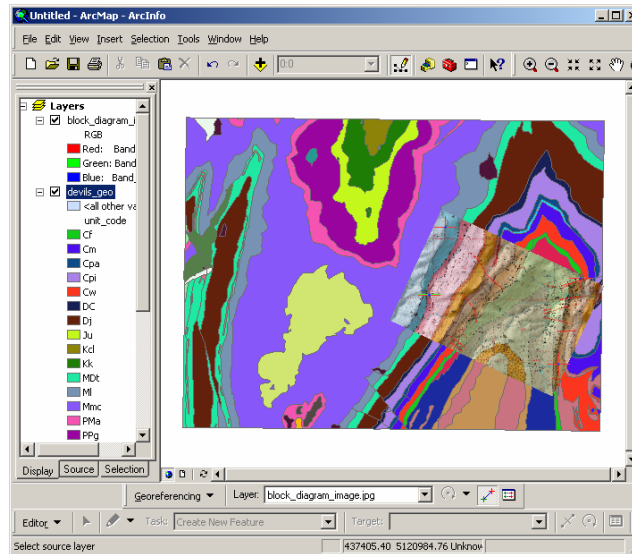 Untitled - ArcMap - ArcInfo
File Edit View Insert Selection Tools Window Help
0:0
Layers
block_diagram_i
RGB
Red: Band
Green: Band
Blue: Band_
devils_geo
<all other va
unit_code
Cf
Cm
Cpa
Cpi
Cw
DC
Dj
Ju
Kcl
Kk
MDt
Ml
Mmc
PMa
PPg
Display Source Selection
Georeferencing Layer: block_diagram_image.jpg
Editor Task: Create New Feature Target:
Select source layer 437405.40 5120984.76 Unknow